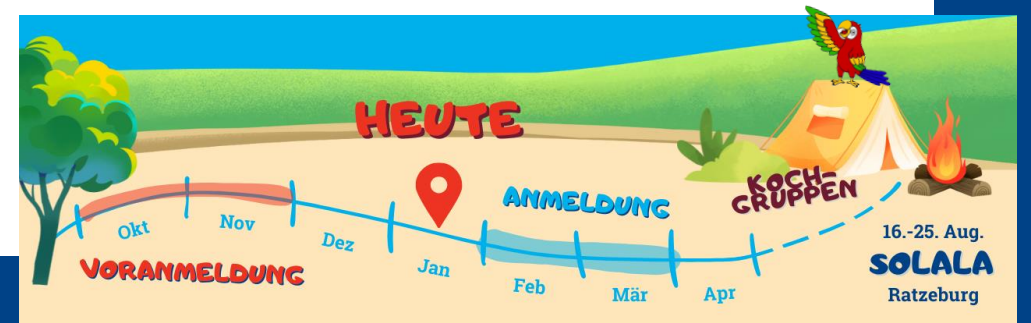 HEUTE
ANMELDUNG
KOCH-
GRUPPEN
Okt
Nov
Dez
Jan
Feb
Mär
Apr
VORANMELDUNG
16.-25. Aug.
SOLALA
Ratzeburg